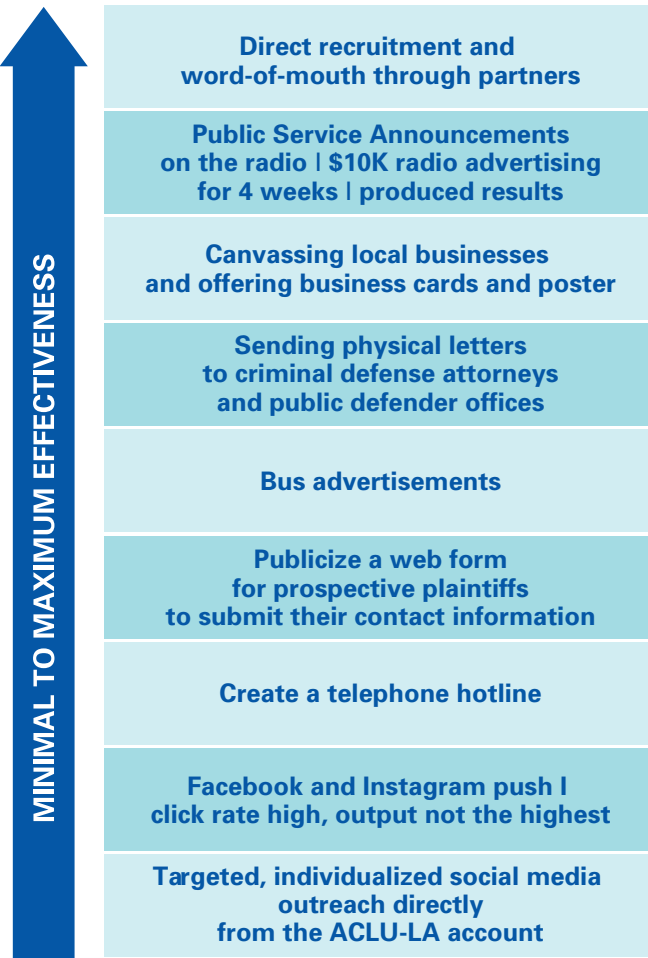 MINIMAL TO MAXIMUM EFFECTIVENESS
Direct recruitment and
word-of-mouth through partners
Public Service Announcements
on the radio | $10K radio advertising
for 4 weeks | produced results
Canvassing local businesses
and offering business cards and poster
Sending physical letters
to criminal defense attorneys
and public defender offices
Bus advertisements
Publicize a web form
for prospective plaintiffs
to submit their contact information
Create a telephone hotline
Facebook and Instagram push I
click rate high, output not the highest
Targeted, individualized social media
outreach directly
from the ACLU-LA account